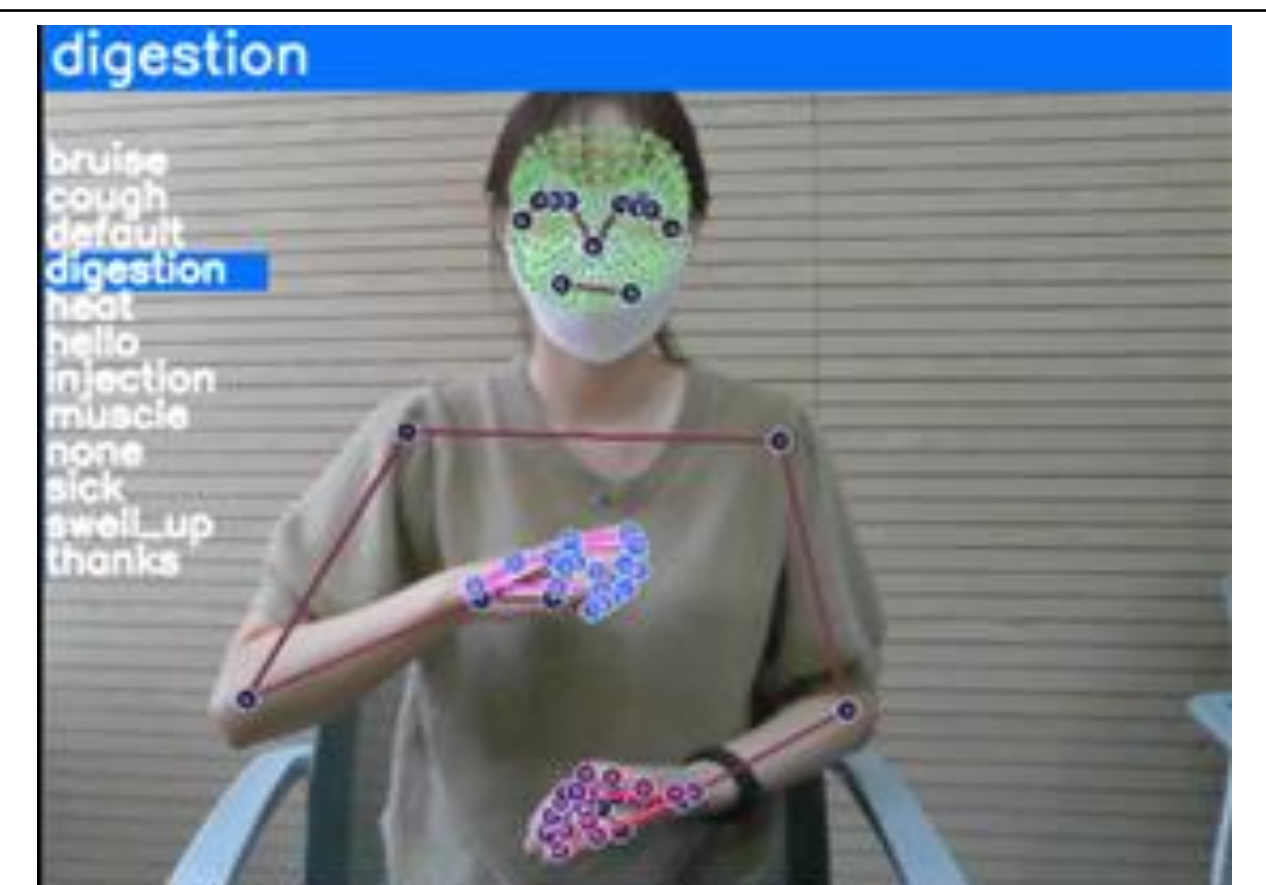 digestion
bruise
cough
default
digestion
heat
hello
injection
muscle
none
sick
swell_up
thanks